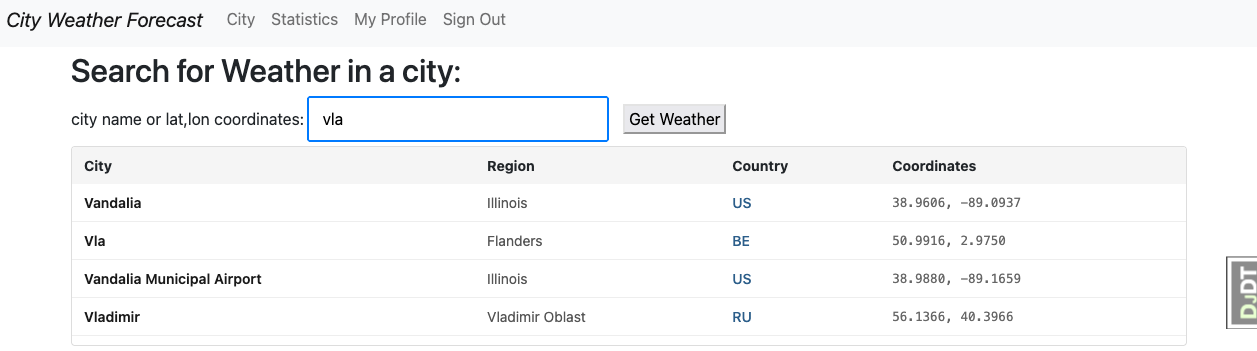 City Weather Forecast City Statistics My Profile Sign Out
Search for Weather in a city:
city name or lat,lon coordinates: vla Get Weather
City Region Country Coordinates
Vandalia Illinois US 38.9606, -89.0937
Vla Flanders BE 50.9916, 2.9750
Vandalia Municipal Airport Illinois US 38.9880, -89.1659
Vladimir Vladimir Oblast RU 56.1366, 40.3966
DJDT